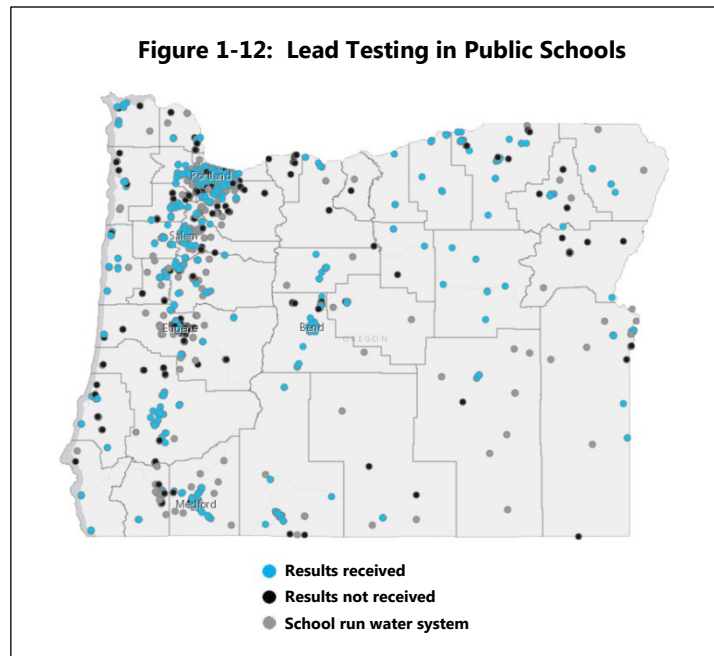 Figure 1-12: Lead Testing in Public Schools
Portland
Salem
Eugene
Bend
OREGON
Medford
Results received
Results not received
School run water system